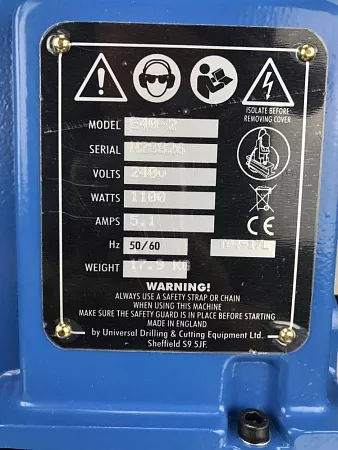 ISOLATE BEFORE
REMOVING COVER
MODEL
SERIAL
VOLTS 240v
WATTS 1100
AMPS 5.1
Hz 50/60
WEIGHT 17.9 KG
CE
WARNING!
ALWAYS USE A SAFETY STRAP OR CHAIN
WHEN USING THIS MACHINE
MAKE SURE THE SAFETY GUARD IS IN PLACE BEFORE STARTING
MADE IN ENGLAND
by Universal Drilling & Cutting Equipment Ltd.
Sheffield S9 5JF.